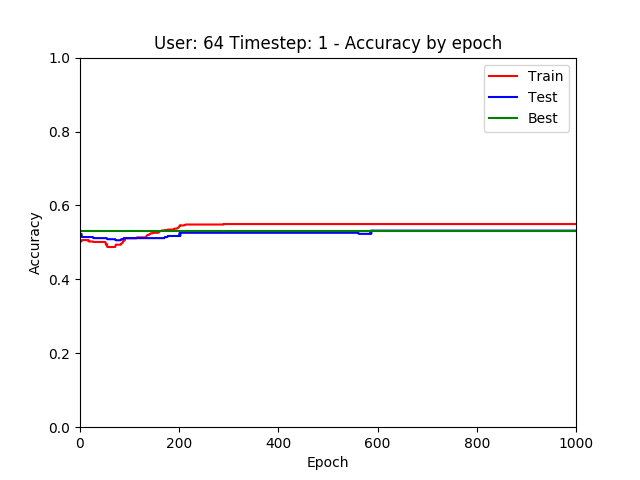 User: 64 Timestep: 1 - Accuracy by epoch
1.0
0.8
0.6
0.4
0.2
0.0
Accuracy
0 200 400 600 800 1000
Epoch
Train
Test
Best